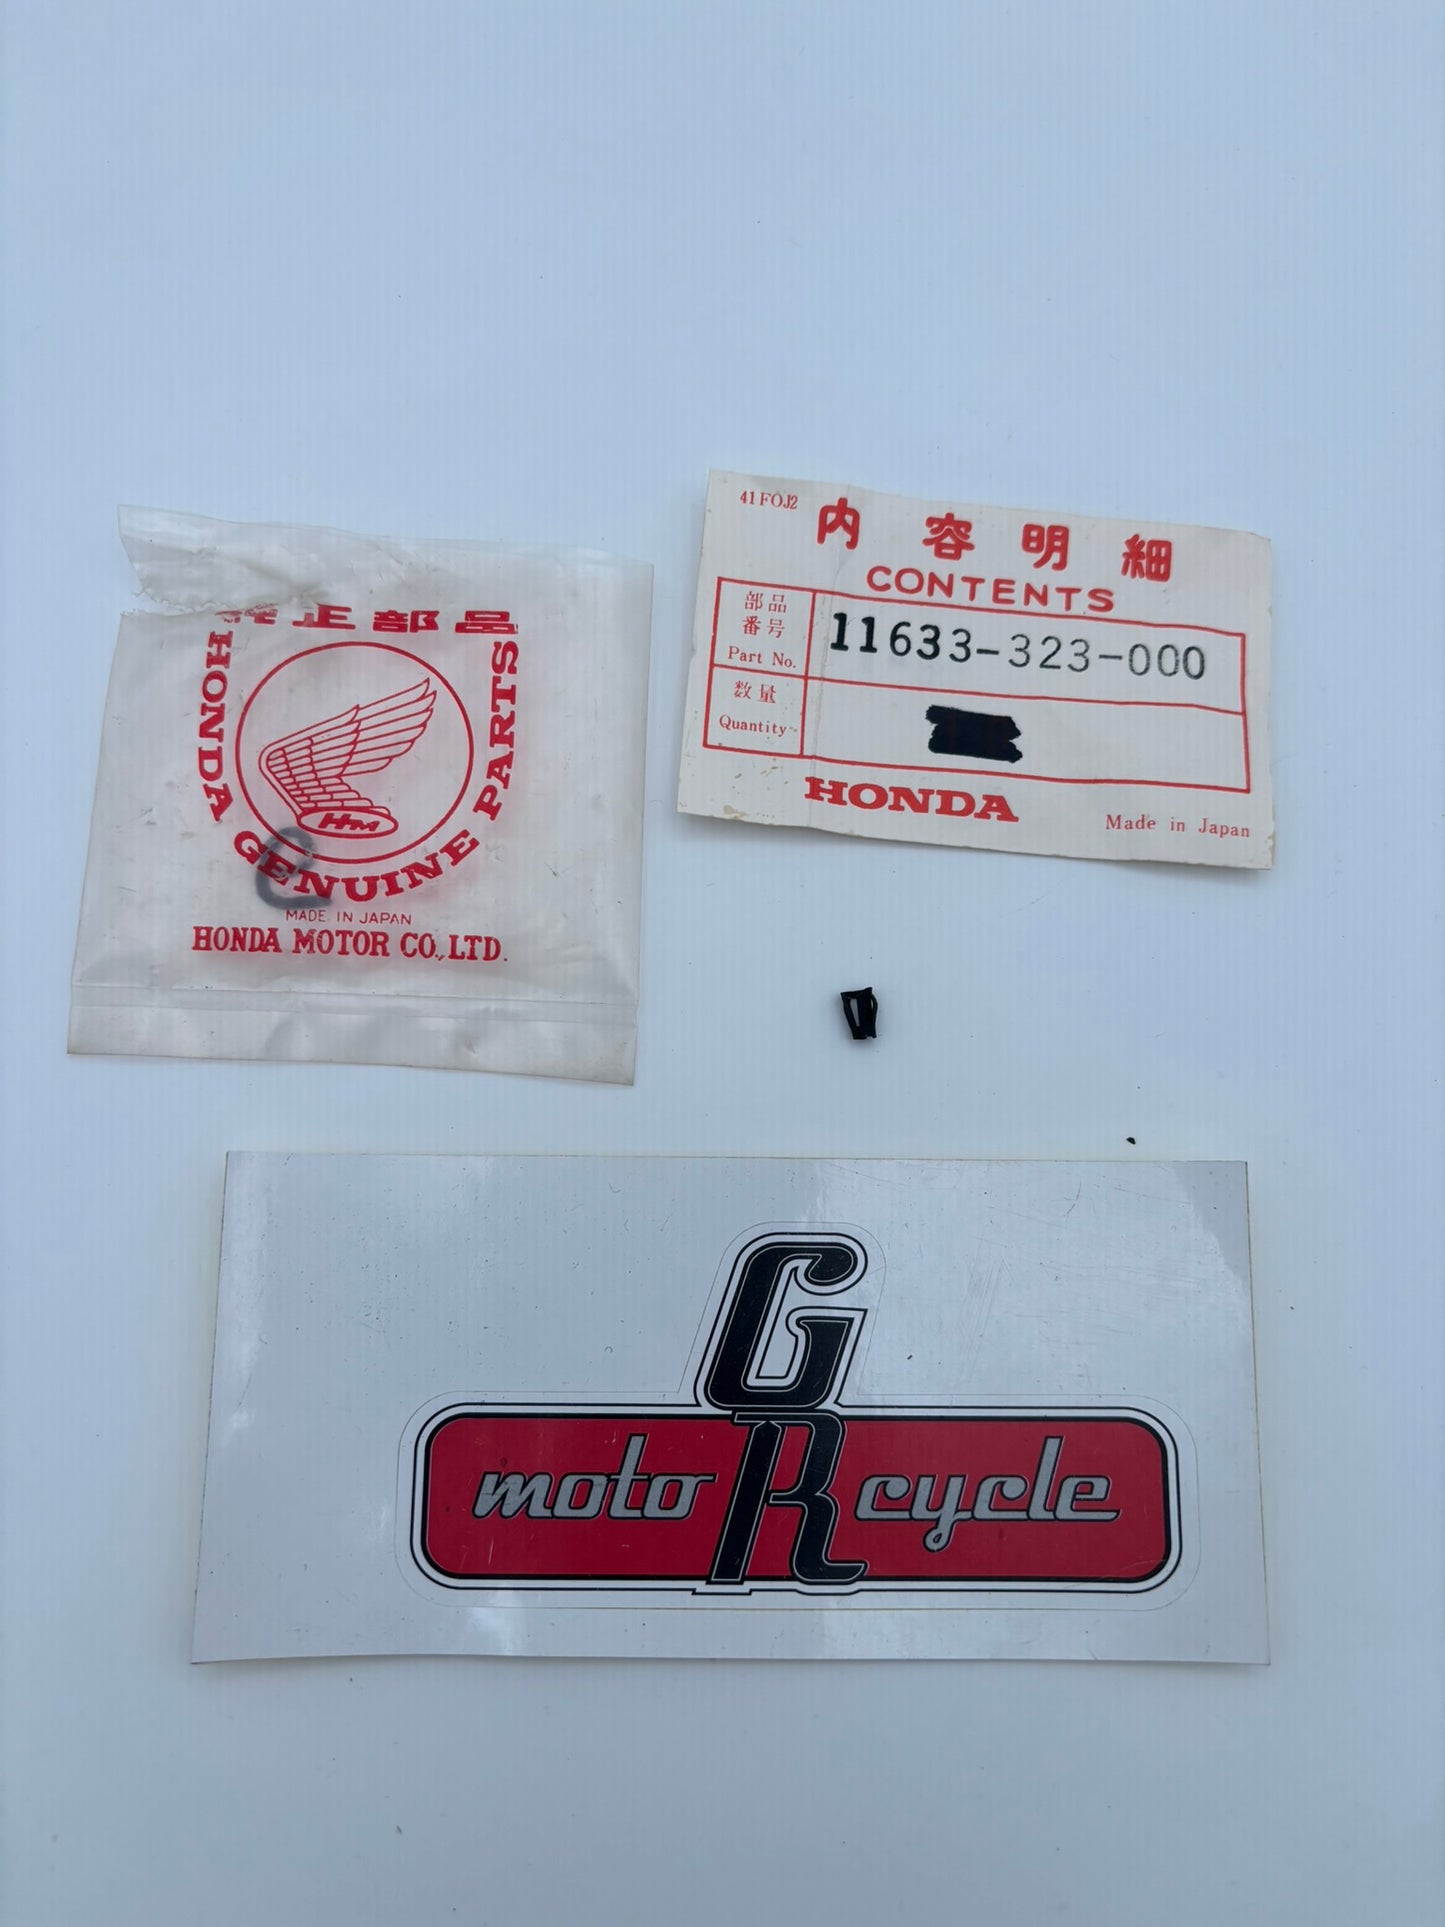 純正部品
HONDA GENUINE PARTS
HM
MADE IN JAPAN
HONDA MOTOR CO., LTD.
41FOJ2
内容明細
CONTENTS
部品
番号
Part No.
11633-323-000
数量
Quantity
HONDA
Made in Japan
GR
moto cycle